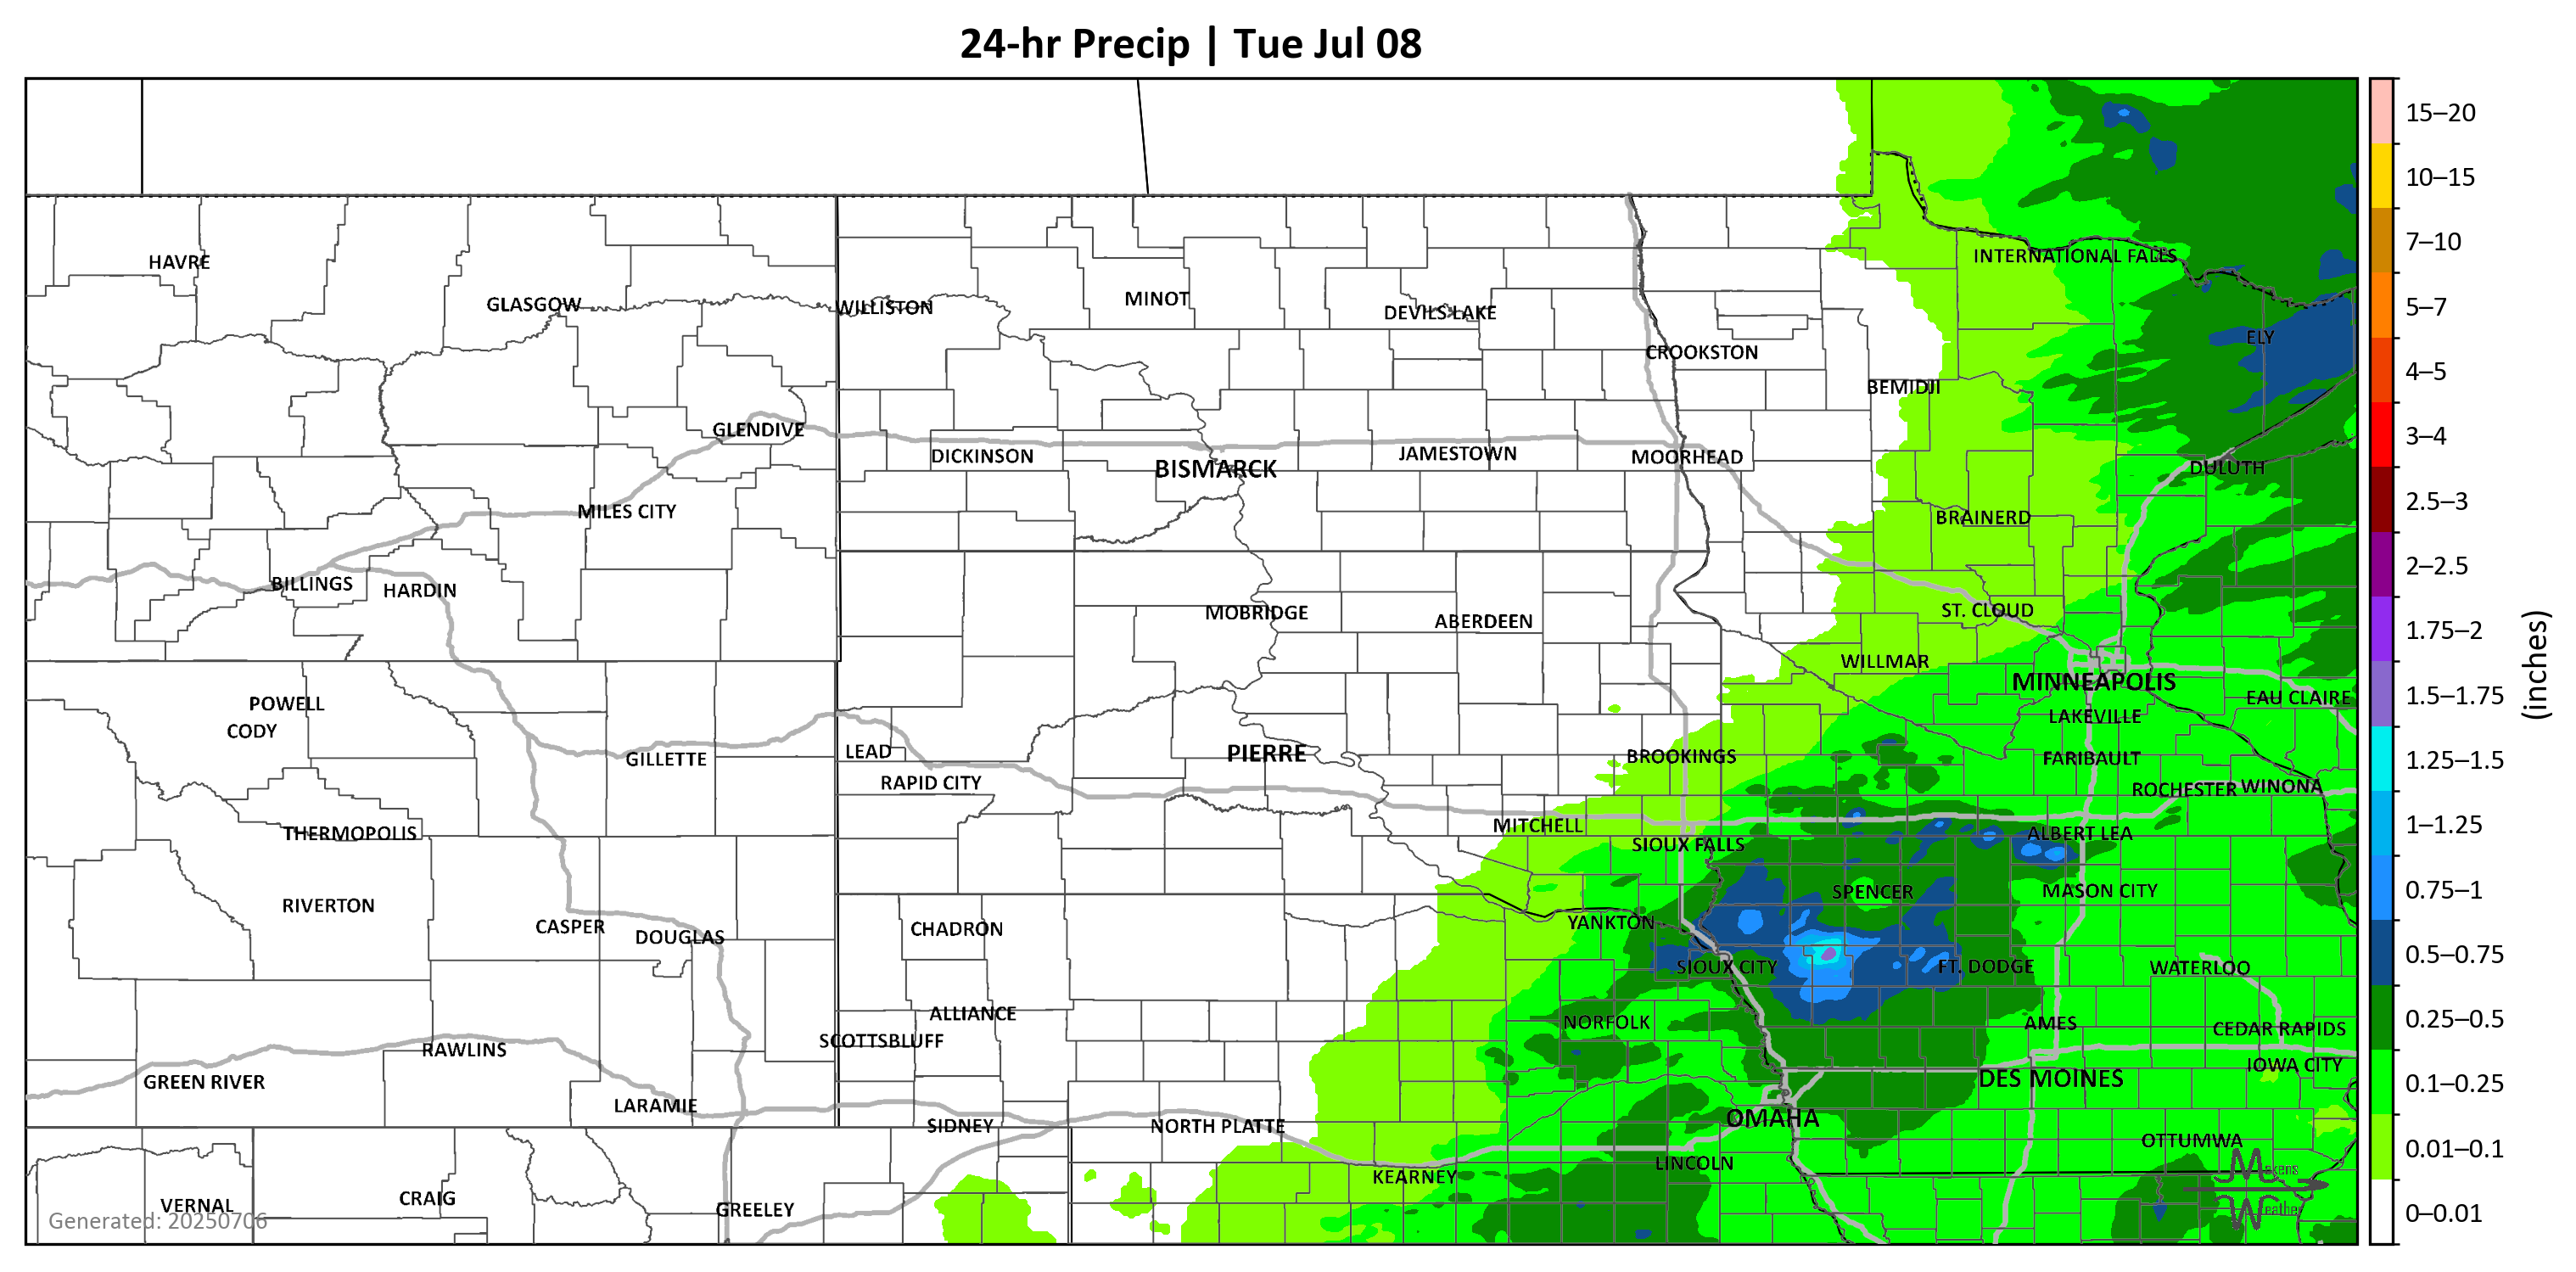 24-hr Precip | Tue Jul 08
15–20
10–15
7–10
5–7
4–5
3–4
2.5–3
2–2.5
1.75–2
1.5–1.75
1.25–1.5
1–1.25
0.75–1
0.5–0.75
0.25–0.5
0.1–0.25
0.01–0.1
0–0.01
(inches)
INTERNATIONAL FALLS
HAVRE
MINOT
GLASGOW
WILLISTON
DEVILS LAKE
ELY
CROOKSTON
BEMIDJI
GLENDIVE
DICKINSON
BISMARCK
JAMESTOWN
MOORHEAD
DULUTH
MILES CITY
BRAINERD
BILLINGS
HARDIN
MOBRIDGE
ABERDEEN
ST. CLOUD
WILLMAR
MINNEAPOLIS
EAU CLAIRE
POWELL
CODY
LAKEVILLE
GILLETTE
LEAD
PIERRE
BROOKINGS
FARIBAULT
RAPID CITY
ROCHESTER
WINONA
THERMOPOLIS
MITCHELL
SIOUX FALLS
ALBERT LEA
RIVERTON
SPENCER
MASON CITY
CASPER
DOUGLAS
CHADRON
YANKTON
SIOUX CITY
FT. DODGE
WATERLOO
ALLIANCE
NORFOLK
AMES
CEDAR RAPIDS
SCOTTSBLUFF
RAWLINS
IOWA CITY
GREEN RIVER
DES MOINES
LARAMIE
SIDNEY
NORTH PLATTE
OMAHA
OTTUMWA
LINCOLN
KEARNEY
VERNAL
CRAIG
GREELEY
Makens
Weather
Generated: 20250706